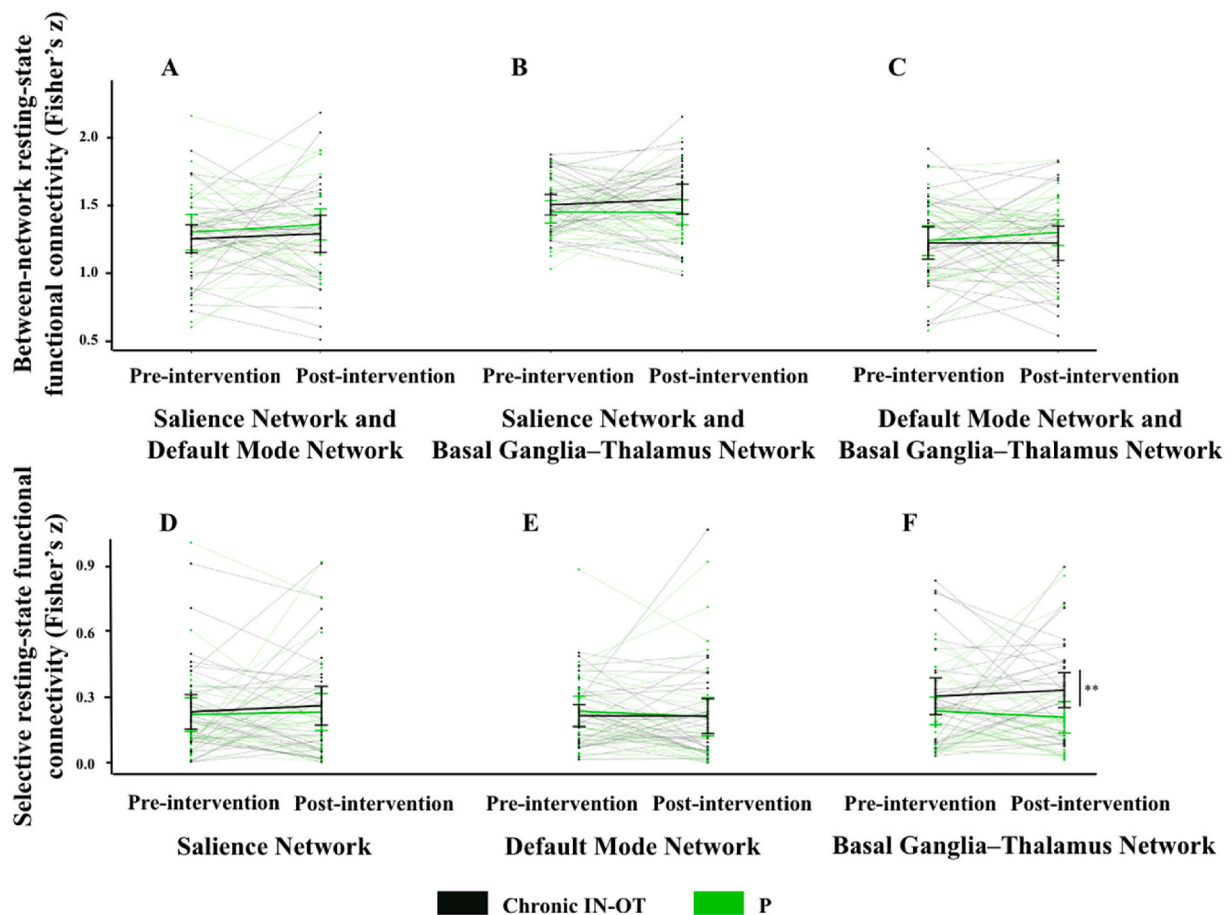 Between-network resting-state
functional connectivity (Fisher's z)
A
B
C
2.0
1.5
1.0
0.5
Pre-intervention Post-intervention
Pre-intervention Post-intervention
Pre-intervention Post-intervention
Salience Network and
Default Mode Network
Salience Network and
Basal Ganglia–Thalamus Network
Default Mode Network and
Basal Ganglia–Thalamus Network
Selective resting-state functional
connectivity (Fisher's z)
D
E
F
0.9
0.6
0.3
0.0
**
Pre-intervention Post-intervention
Pre-intervention Post-intervention
Pre-intervention Post-intervention
Salience Network
Default Mode Network
Basal Ganglia–Thalamus Network
Chronic IN-OT
P